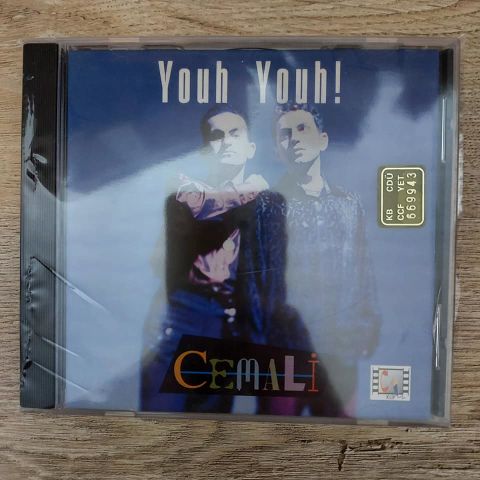 Youh Youh!
KB CDÜ
CCF YET
669943
CEMALİ